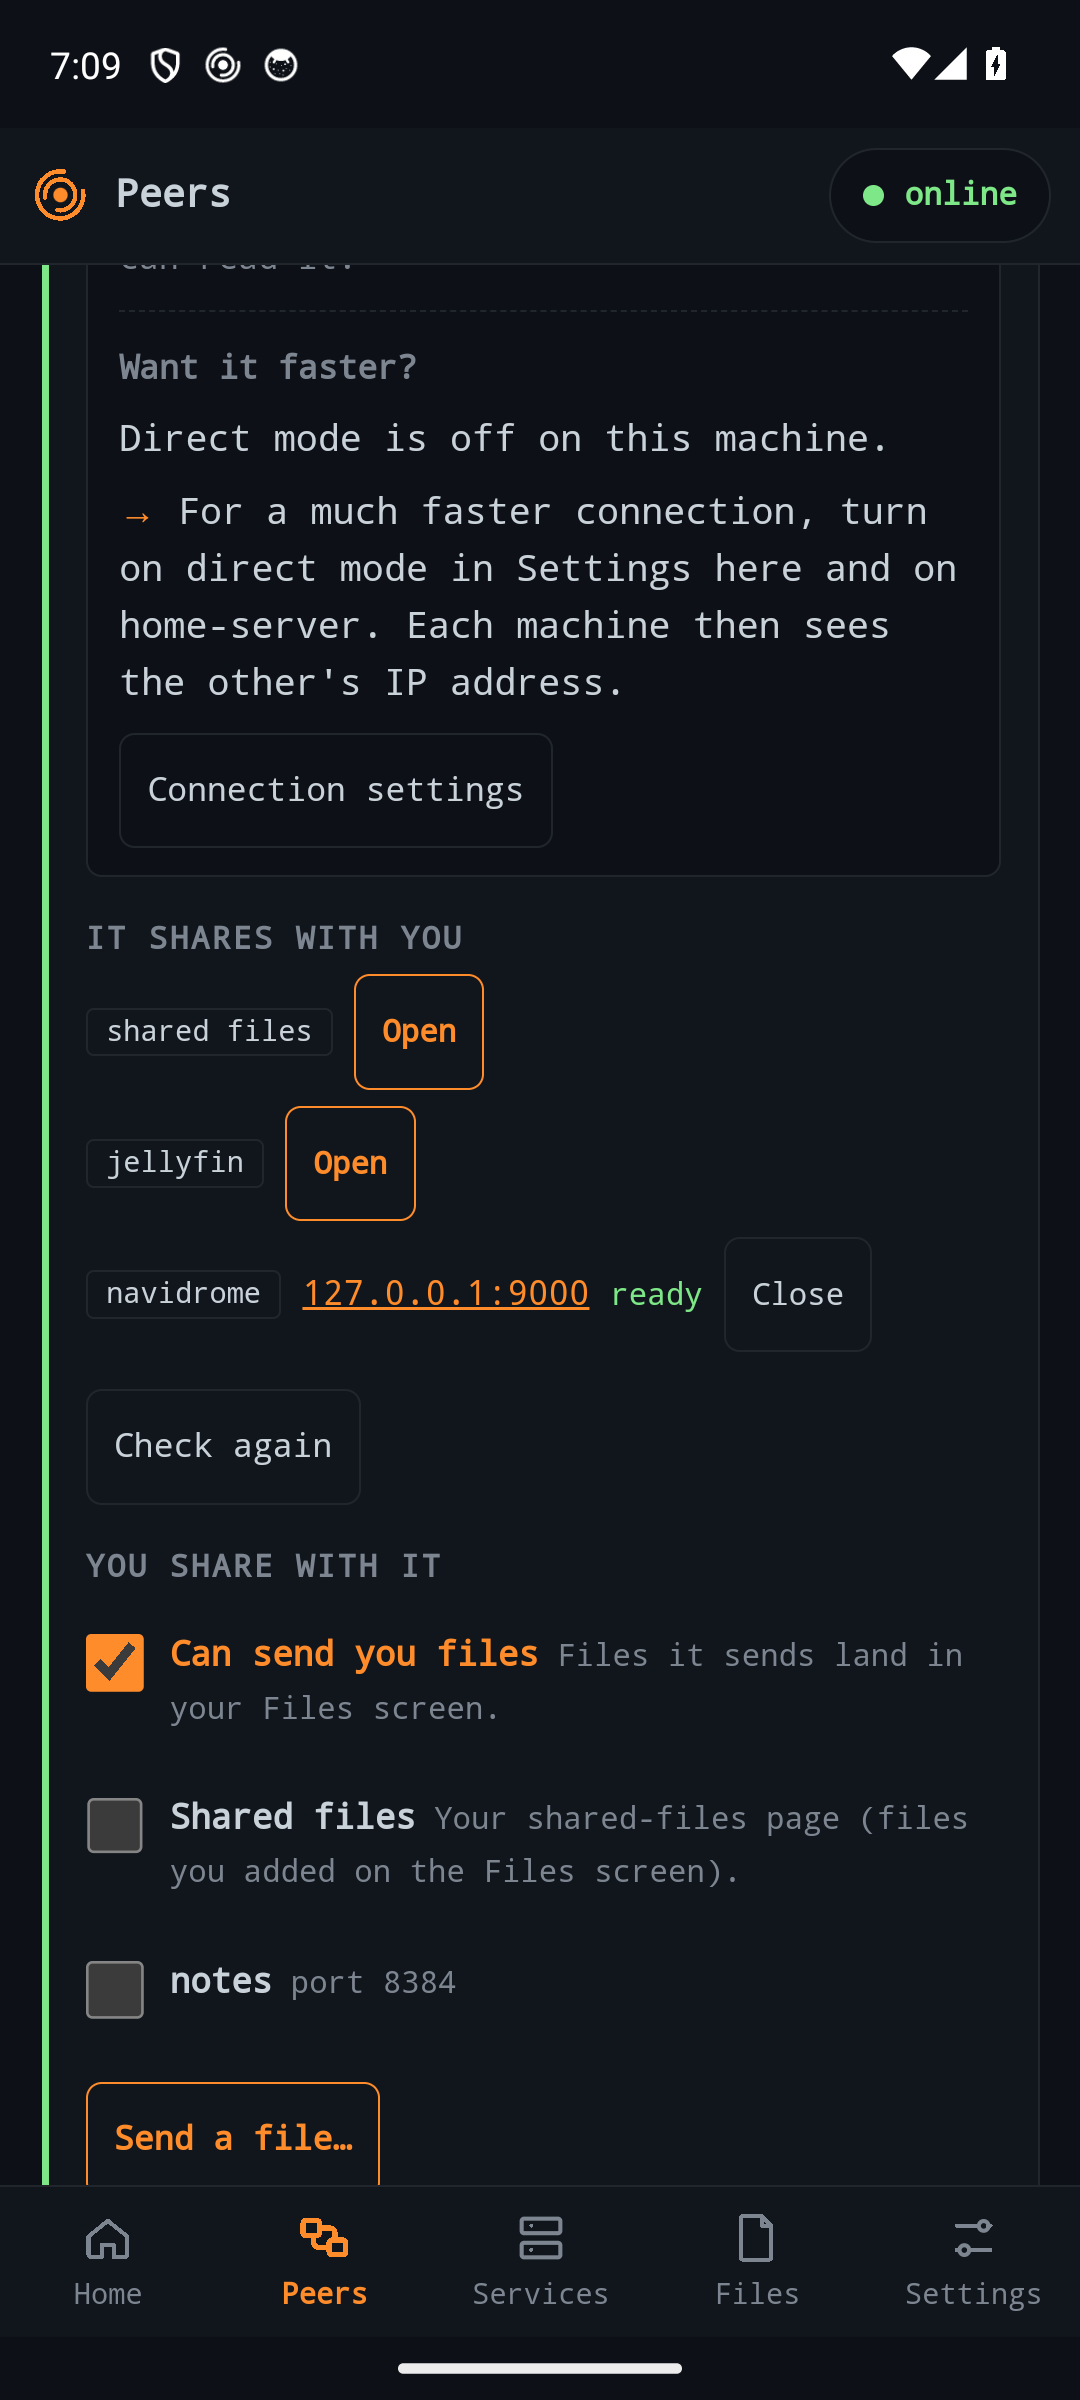 7:09
Peers
online
can read it.
Want it faster?
Direct mode is off on this machine.
→ For a much faster connection, turn
on direct mode in Settings here and on
home-server. Each machine then sees
the other's IP address.
Connection settings
IT SHARES WITH YOU
shared files Open
jellyfin Open
navidrome 127.0.0.1:9000 ready Close
Check again
YOU SHARE WITH IT
Can send you files Files it sends land in
your Files screen.
Shared files Your shared-files page (files
you added on the Files screen).
notes port 8384
Send a file…
Home Peers Services Files Settings